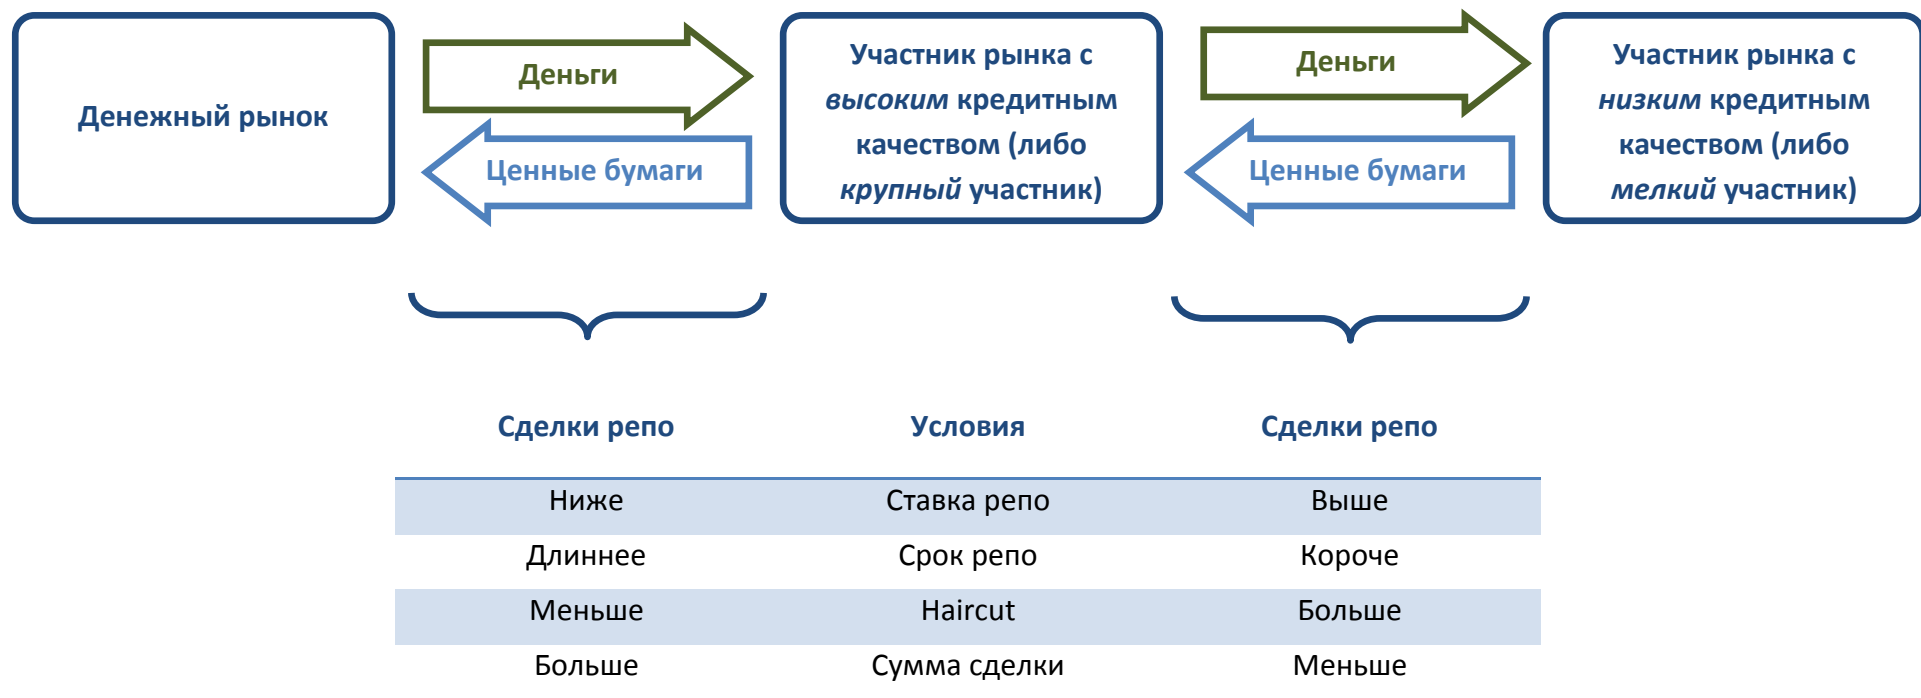 Денежный рынок
Деньги
Ценные бумаги
Участник рынка с
высоким кредитным
качеством (либо
крупный участник)
Деньги
Ценные бумаги
Участник рынка с
низким кредитным
качеством (либо
мелкий участник)
Сделки репо Условия Сделки репо
Ниже Ставка репо Выше
Длиннее Срок репо Короче
Меньше Haircut Больше
Больше Сумма сделки Меньше